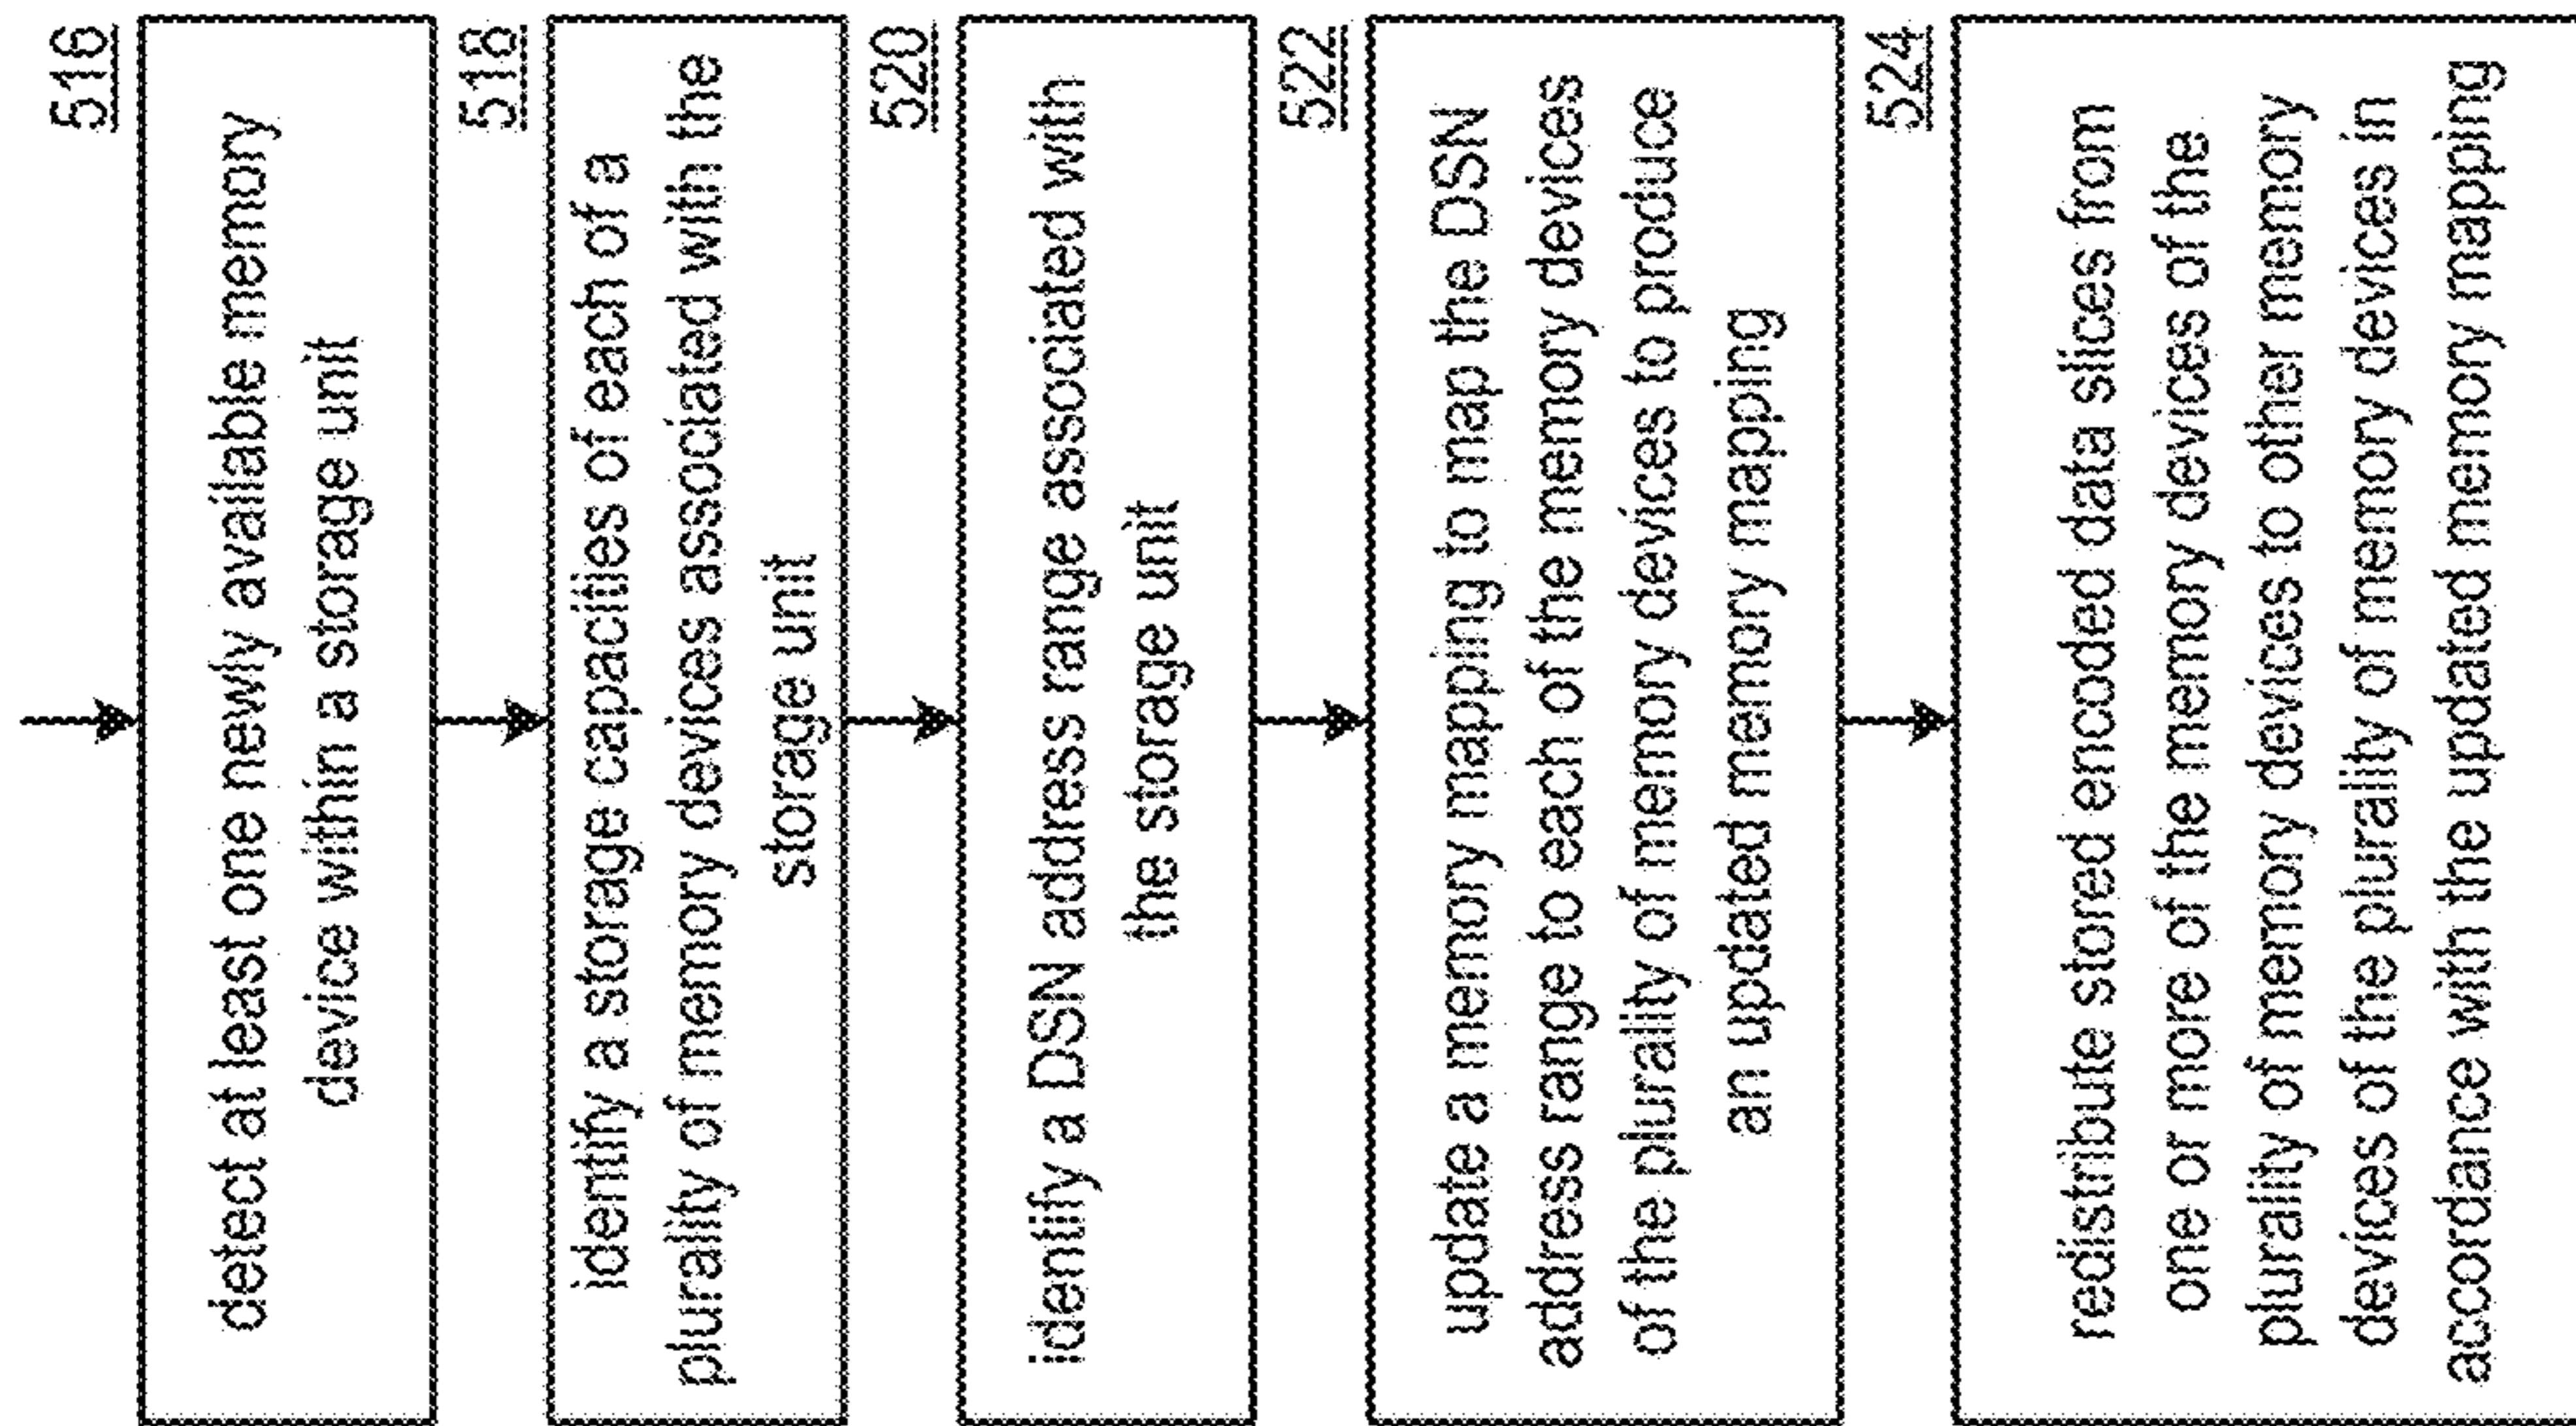 516
detect at least one newly available memory
device within a storage unit
518
identify a storage capacities of each of a
plurality of memory devices associated with the
storage unit
520
identify a DSN address range associated with
the storage unit
522
update a memory mapping to map the DSN
address range to each of the memory devices
of the plurality of memory devices to produce
an updated memory mapping
524
redistribute stored encoded data slices from
one or more of the memory devices of the
plurality of memory devices to other memory
devices of the plurality of memory devices in
accordance with the updated memory mapping